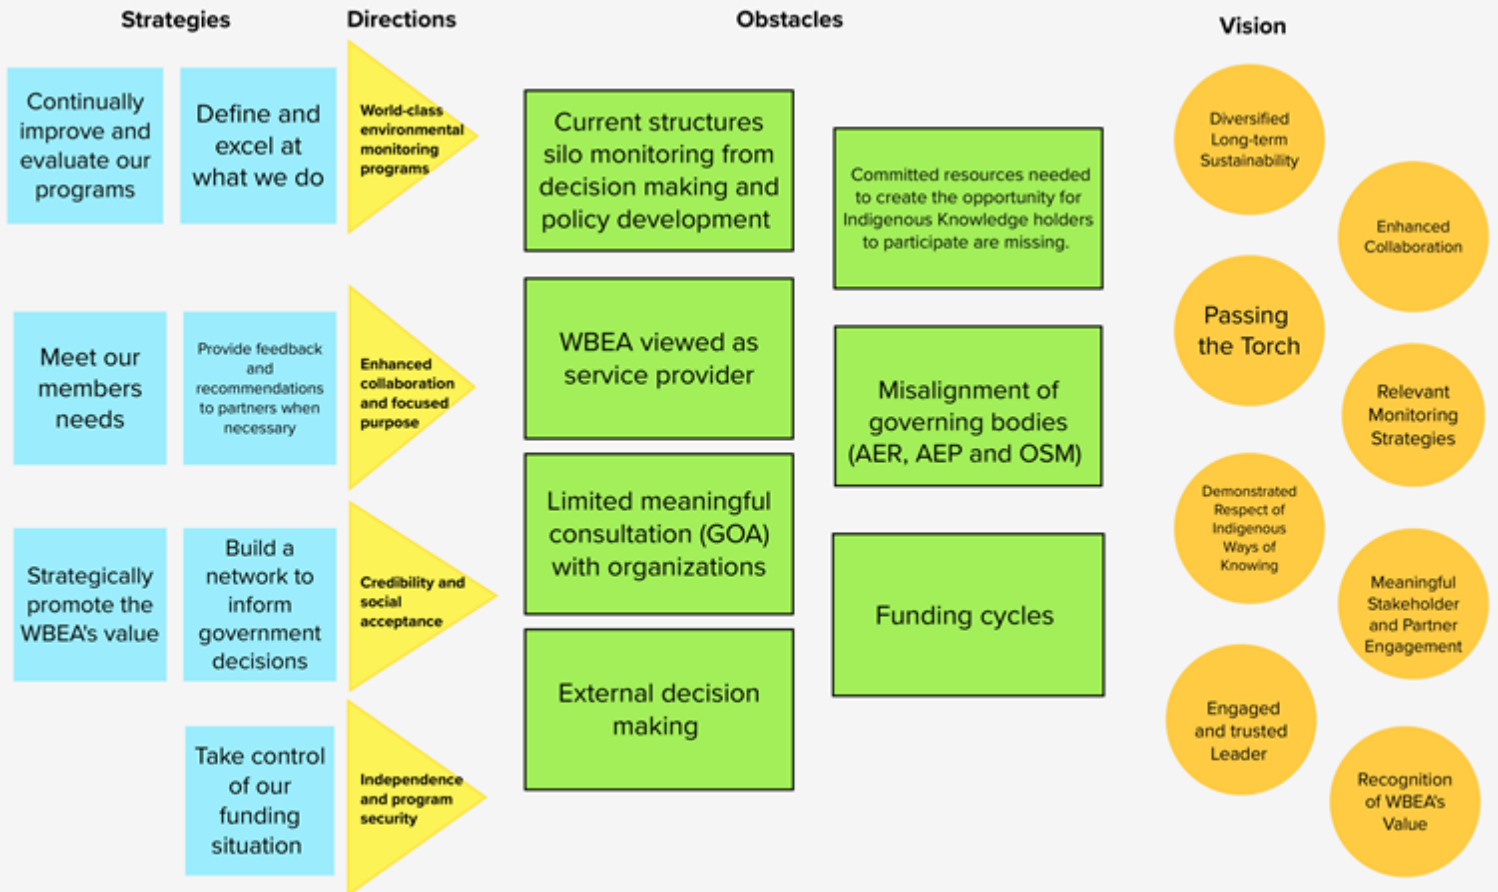 Strategies
Directions
Obstacles
Vision
Continually
improve and
evaluate our
programs
Define and
excel at
what we do
World-class
environmental
monitoring
programs
Meet our
members
needs
Provide feedback
and
recommendations
to partners when
necessary
Enhanced
collaboration
and focused
purpose
Strategically
promote the
WBEA's value
Build a
network to
inform
government
decisions
Credibility and
social
acceptance
Take control
of our
funding
situation
Independence
and program
security
Current structures
silo monitoring from
decision making and
policy development
Committed resources needed
to create the opportunity for
Indigenous Knowledge holders
to participate are missing.
WBEA viewed as
service provider
Misalignment of
governing bodies
(AER, AEP and OSM)
Limited meaningful
consultation (GOA)
with organizations
Funding cycles
External decision
making
Diversified
Long-term
Sustainability
Enhanced
Collaboration
Passing
the Torch
Relevant
Monitoring
Strategies
Demonstrated
Respect of
Indigenous
Ways of
Knowing
Meaningful
Stakeholder
and Partner
Engagement
Engaged
and trusted
Leader
Recognition
of WBEA's
Value